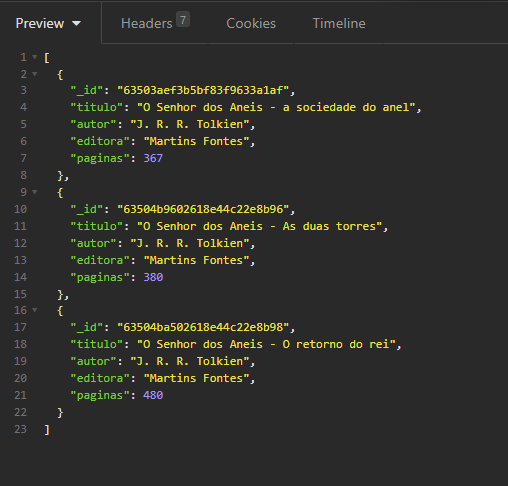 Preview Headers 7 Cookies Timeline
1 [
2 {
3 "_id": "63503aef3b5bf83f9633a1af",
4 "titulo": "O Senhor dos Aneis - a sociedade do anel",
5 "autor": "J. R. R. Tolkien",
6 "editora": "Martins Fontes",
7 "paginas": 367
8 },
9 {
10 "_id": "63504b9602618e44c22e8b96",
11 "titulo": "O Senhor dos Aneis - As duas torres",
12 "autor": "J. R. R. Tolkien",
13 "editora": "Martins Fontes",
14 "paginas": 380
15 },
16 {
17 "_id": "63504ba502618e44c22e8b98",
18 "titulo": "O Senhor dos Aneis - O retorno do rei",
19 "autor": "J. R. R. Tolkien",
20 "editora": "Martins Fontes",
21 "paginas": 480
22 }
23 ]